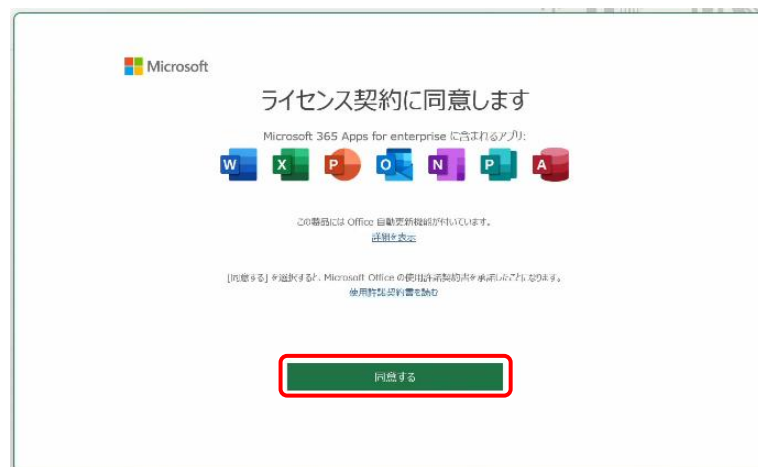 Microsoft
ライセンス契約に同意します
Microsoft 365 Apps for enterprise に含まれるアプリ:
W X P O N P A
この製品には Office 自動更新機能が付いています。
詳細を表示
[同意する] を選択すると、Microsoft Office の使用許諾契約書を承諾したことになります。
使用許諾契約書を読む
同意する